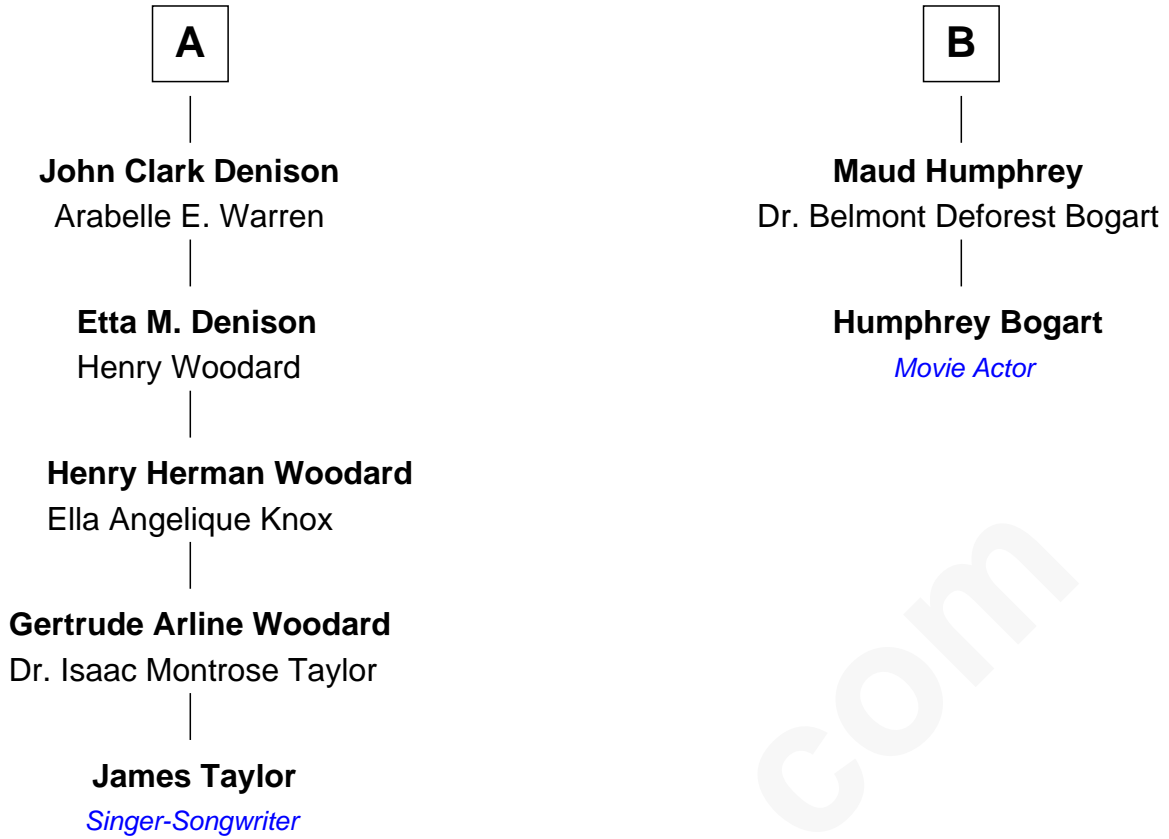 A
John Clark Denison
Arabelle E. Warren
Etta M. Denison
Henry Woodard
Henry Herman Woodard
Ella Angelique Knox
Gertrude Arline Woodard
Dr. Isaac Montrose Taylor
James Taylor
Singer-Songwriter
B
Maud Humphrey
Dr. Belmont Deforest Bogart
Humphrey Bogart
Movie Actor
com